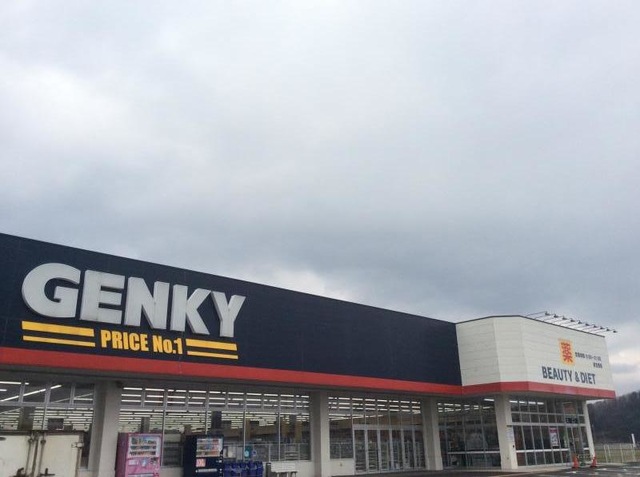 GENKY
PRICE No.1
薬
BEAUTY & DIET